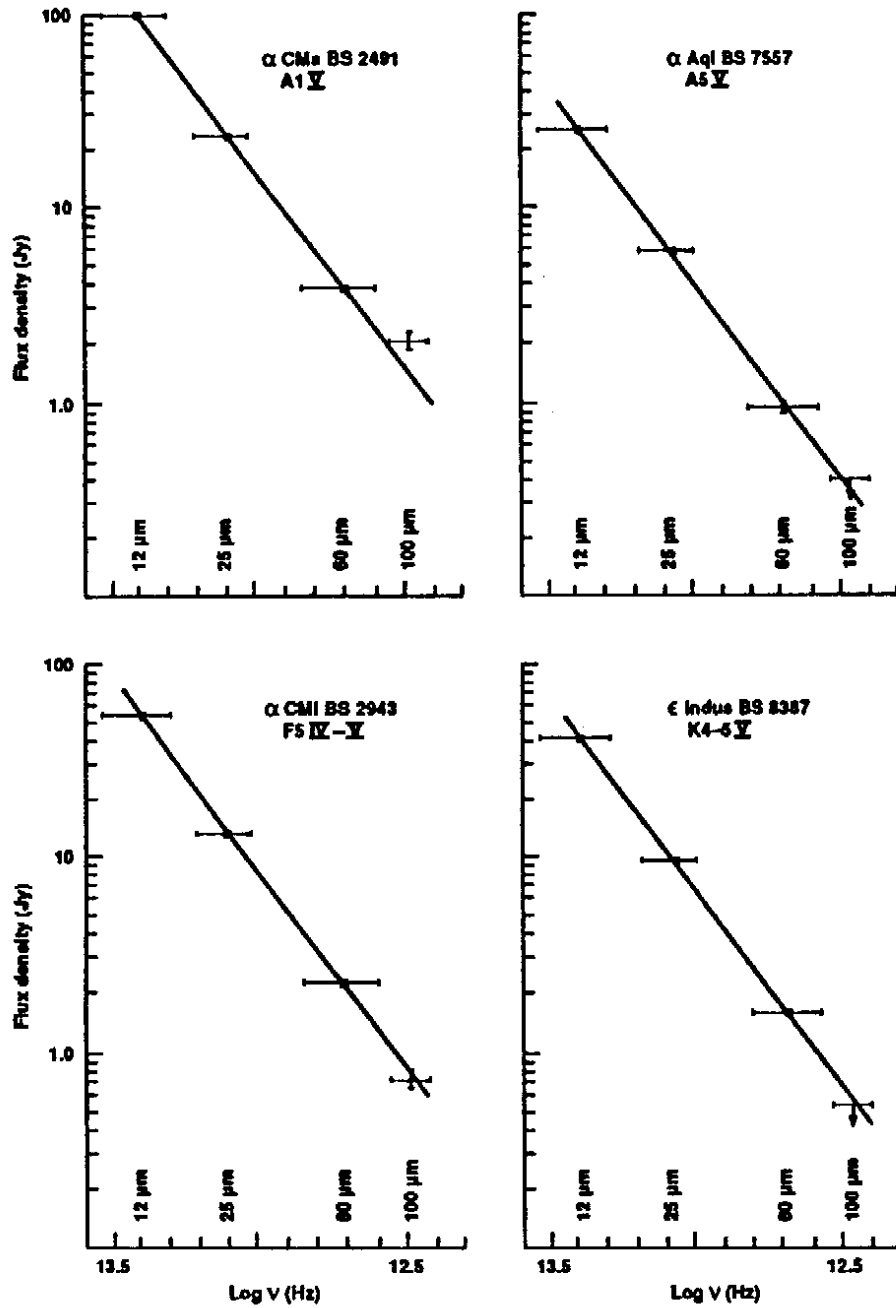 100
10
1.0
Flux density (Jy)
α CMa BS 2491
A1 V
12 μm
25 μm
60 μm
100 μm
α Aql BS 7557
A5 V
12 μm
25 μm
60 μm
100 μm
100
10
1.0
Flux density (Jy)
α CMI BS 2943
F5 IV–V
12 μm
25 μm
60 μm
100 μm
13.5
12.5
Log ν (Hz)
ϵ Indus BS 8387
K4–5 V
12 μm
25 μm
60 μm
100 μm
13.5
12.5
Log ν (Hz)